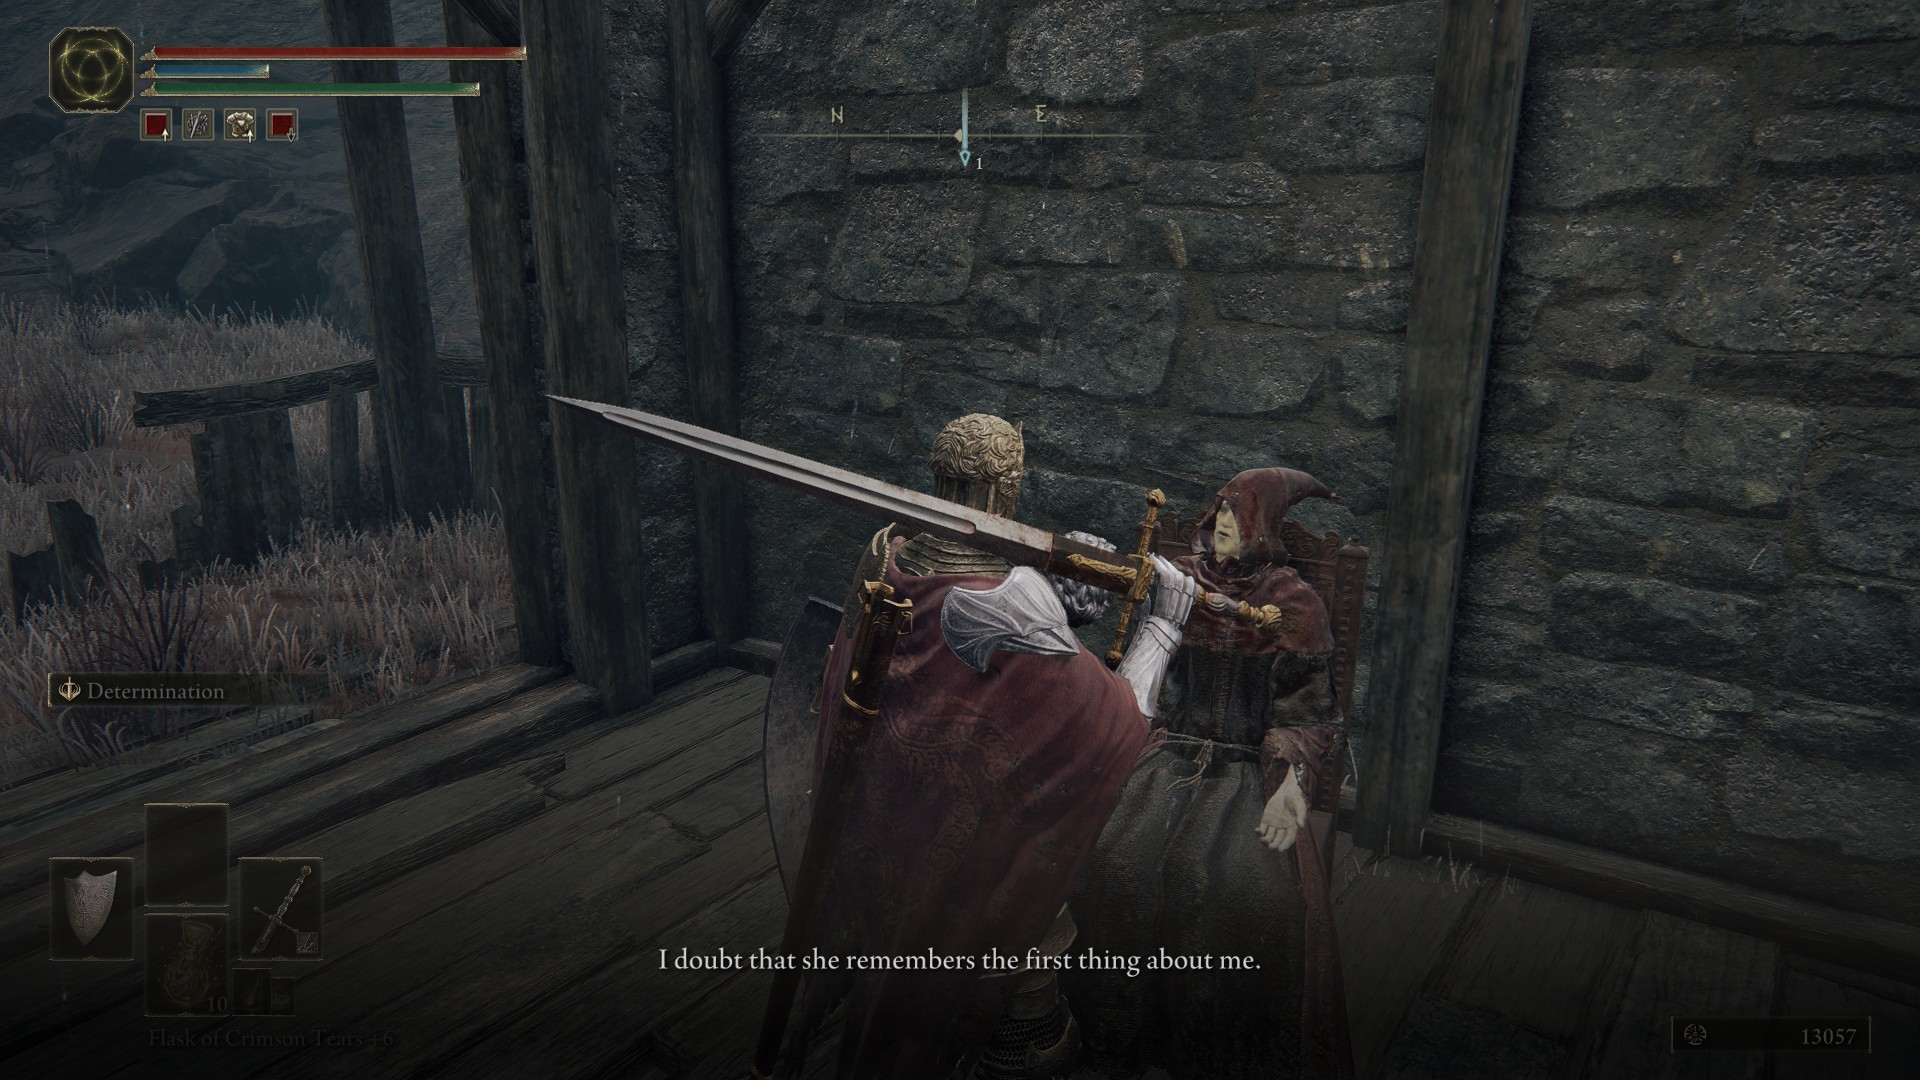 N
E
1
Determination
10
Flask of Crimson Tears +6
I doubt that she remembers the first thing about me.
13057